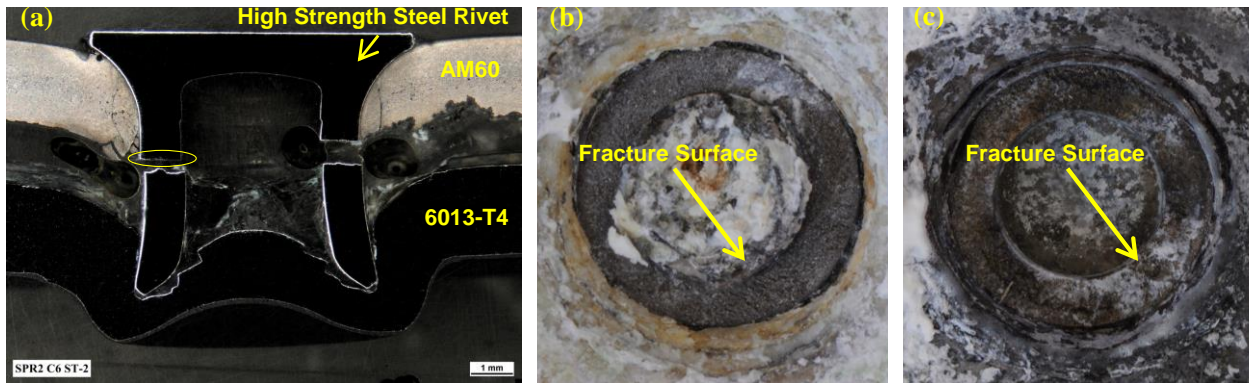 (a)
High Strength Steel Rivet
AM60
6013-T4
SPR2 C6 ST-2
1 mm
(b)
Fracture Surface
(c)
Fracture Surface